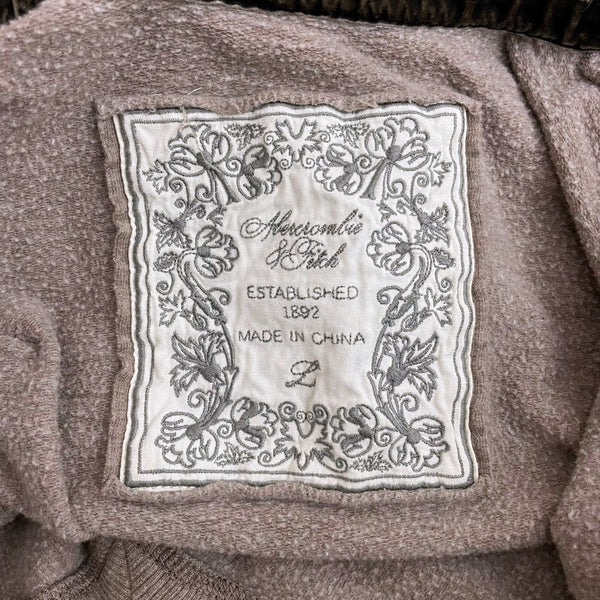 Abercrombie
& Fitch
ESTABLISHED
1892
MADE IN CHINA
L